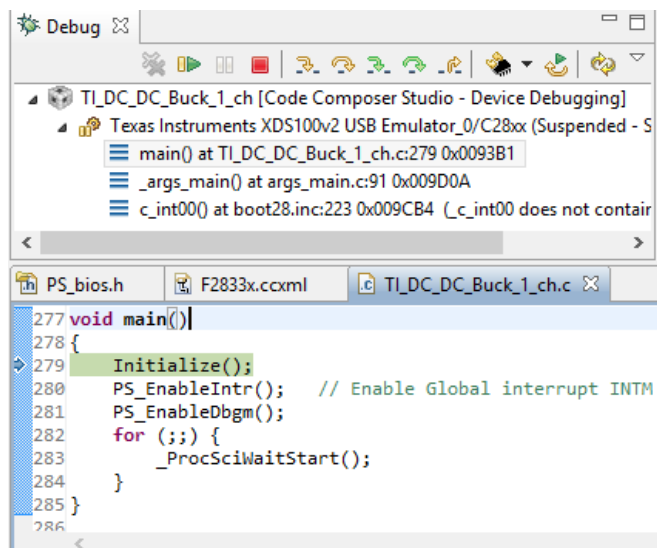 Debug
TI_DC_DC_Buck_1_ch [Code Composer Studio - Device Debugging]
Texas Instruments XDS100v2 USB Emulator_0/C28xx (Suspended - S
main() at TI_DC_DC_Buck_1_ch.c:279 0x0093B1
_args_main() at args_main.c:91 0x009D0A
c_int00() at boot28.inc:223 0x009CB4 (_c_int00 does not contair
PS_bios.h F2833x.ccxml TI_DC_DC_Buck_1_ch.c
277 void main()
278 {
279 Initialize();
280 PS_EnableIntr(); // Enable Global interrupt INTM
281 PS_EnableDbgm();
282 for (;;) {
283 _ProcSciWaitStart();
284 }
285 }
286